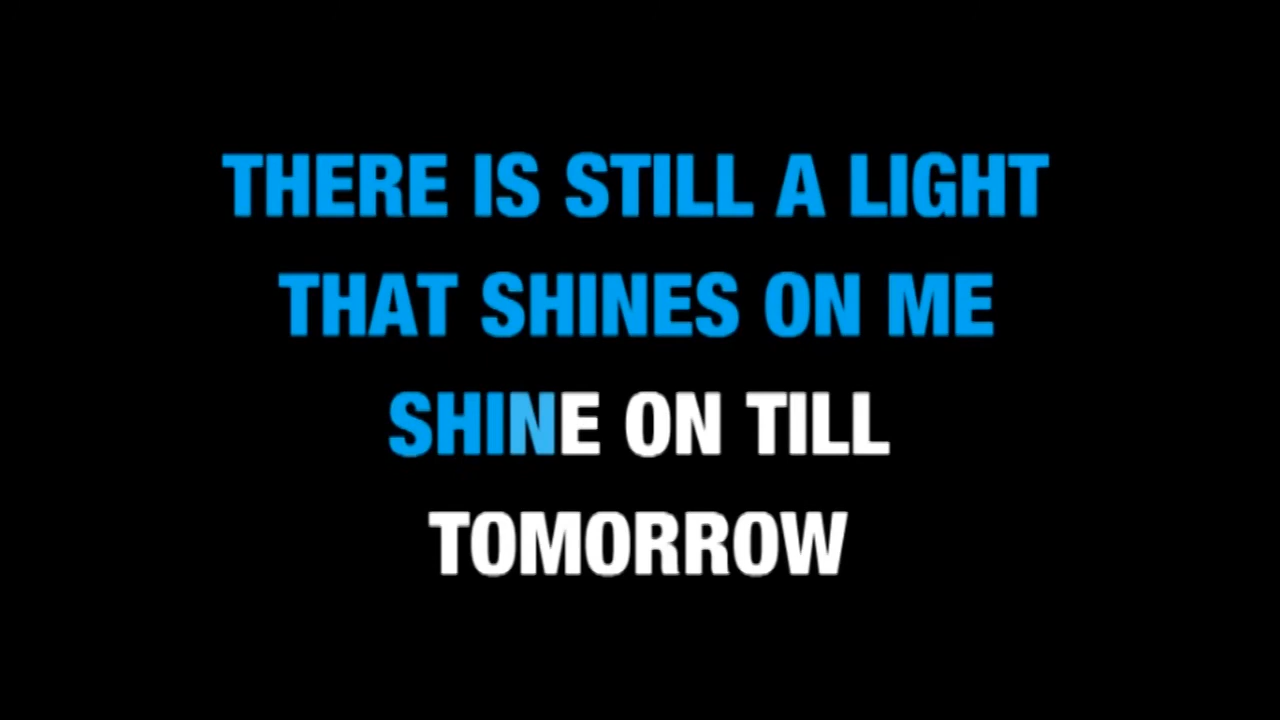 THERE IS STILL A LIGHT
THAT SHINES ON ME
SHINE ON TILL
TOMORROW